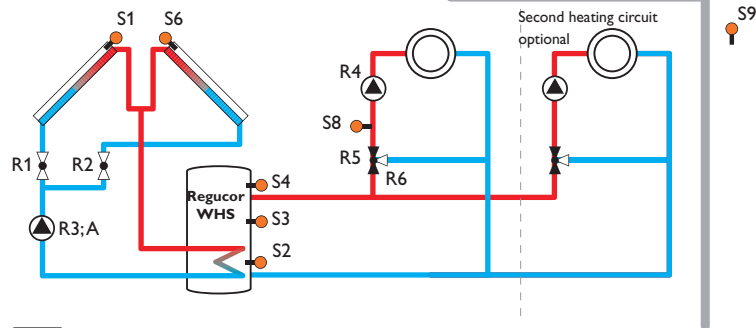 S1
S6
Second heating circuit
optional
S9
R4
S8
R1
R2
R5
R6
Regucor
WHS
S4
S3
R3;A
S2